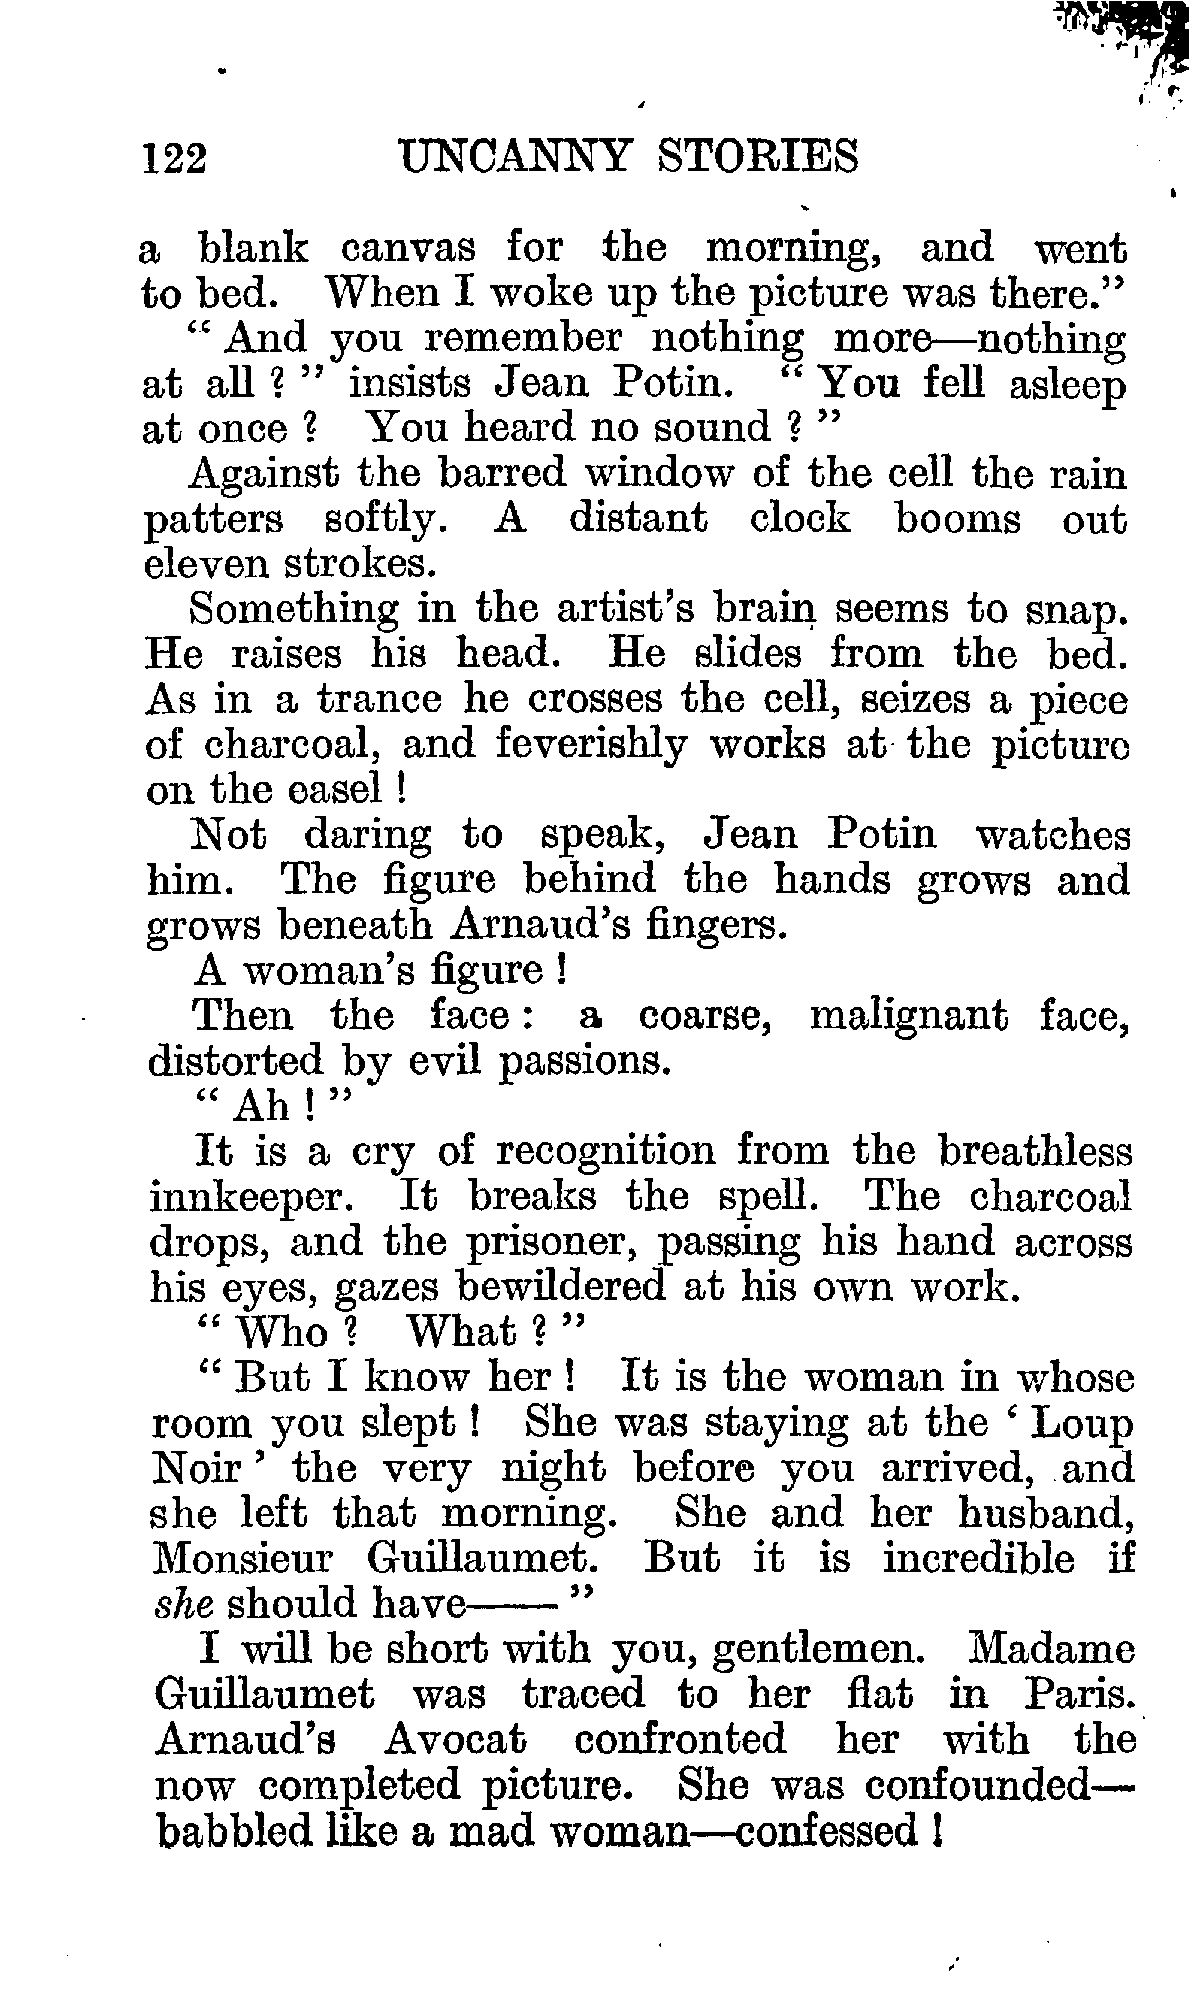 122 UNCANNY STORIES
a blank canvas for the morning, and went
to bed. When I woke up the picture was there."
" And you remember nothing more—nothing
at all ? " insists Jean Potin. " You fell asleep
at once ? You heard no sound ? "
Against the barred window of the cell the rain
patters softly. A distant clock booms out
eleven strokes.
Something in the artist's brain seems to snap.
He raises his head. He slides from the bed.
As in a trance he crosses the cell, seizes a piece
of charcoal, and feverishly works at the picture
on the easel !
Not daring to speak, Jean Potin watches
him. The figure behind the hands grows and
grows beneath Arnaud's fingers.
A woman's figure !
Then the face : a coarse, malignant face,
distorted by evil passions.
" Ah ! "
It is a cry of recognition from the breathless
innkeeper. It breaks the spell. The charcoal
drops, and the prisoner, passing his hand across
his eyes, gazes bewildered at his own work.
" Who ? What ? "
" But I know her ! It is the woman in whose
room you slept ! She was staying at the ' Loup
Noir ' the very night before you arrived, and
she left that morning. She and her husband,
Monsieur Guillaumet. But it is incredible if
she should have—— "
I will be short with you, gentlemen. Madame
Guillaumet was traced to her flat in Paris.
Arnaud's Avocat confronted her with the
now completed picture. She was confounded—
babbled like a mad woman—confessed !